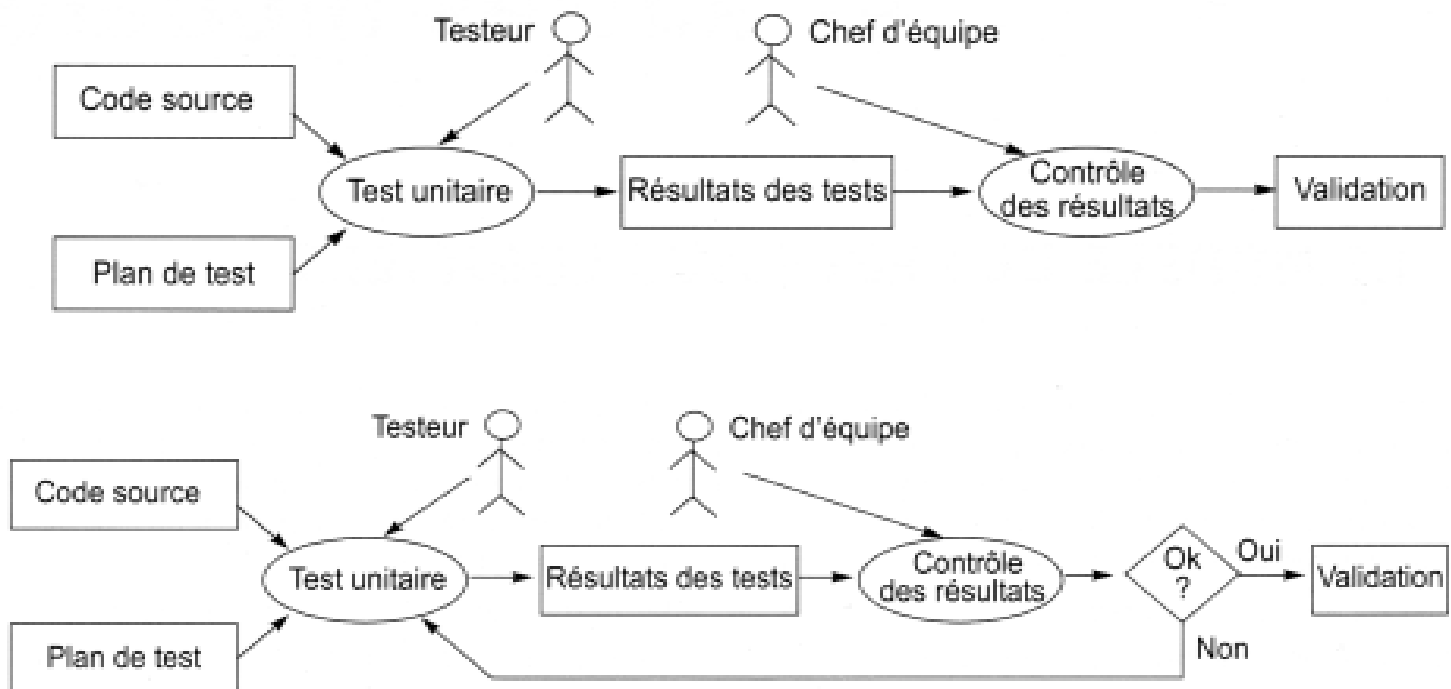 Testeur
Chef d'équipe
Code source
Test unitaire
Résultats des tests
Contrôle
des résultats
Validation
Plan de test
Testeur
Chef d'équipe
Code source
Test unitaire
Résultats des tests
Contrôle
des résultats
Ok
?
Oui
Validation
Non
Plan de test